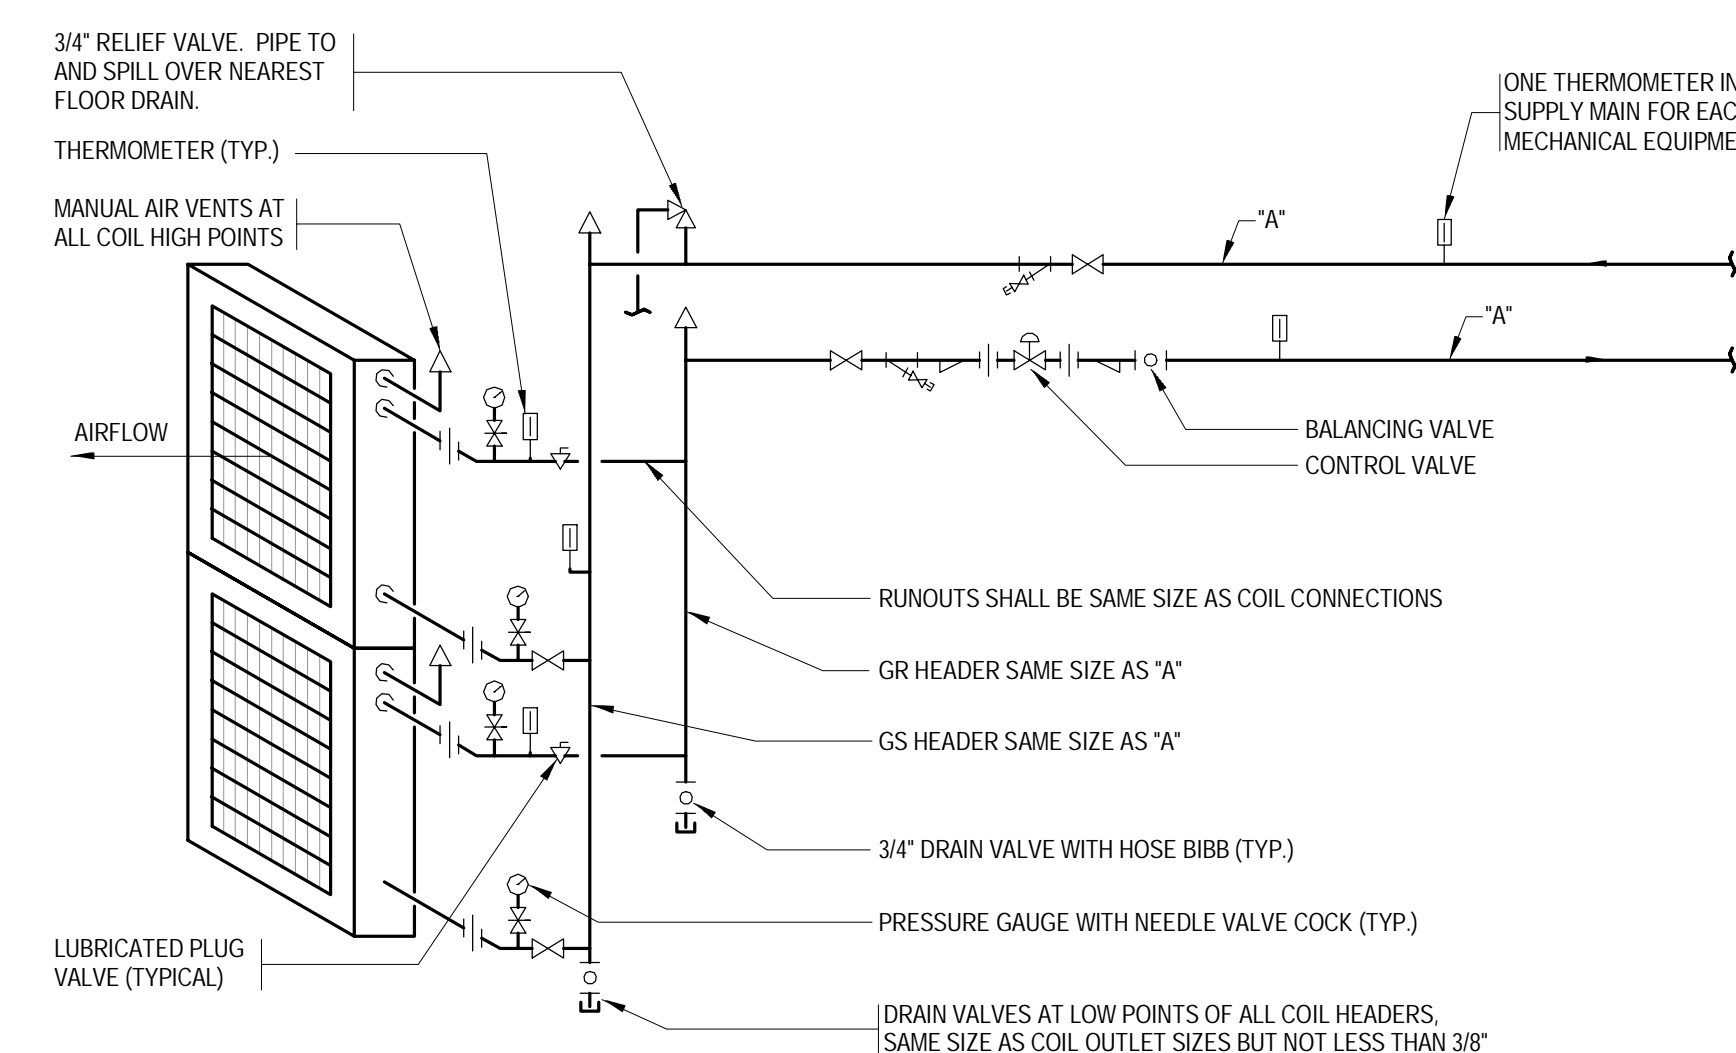 3/4" RELIEF VALVE. PIPE TO
AND SPILL OVER NEAREST
FLOOR DRAIN.
THERMOMETER (TYP.)
MANUAL AIR VENTS AT
ALL COIL HIGH POINTS
AIRFLOW
ONE THERMOMETER IN
SUPPLY MAIN FOR EAC
MECHANICAL EQUIPME
"A"
"A"
BALANCING VALVE
CONTROL VALVE
RUNOUTS SHALL BE SAME SIZE AS COIL CONNECTIONS
GR HEADER SAME SIZE AS "A"
GS HEADER SAME SIZE AS "A"
3/4" DRAIN VALVE WITH HOSE BIBB (TYP.)
PRESSURE GAUGE WITH NEEDLE VALVE COCK (TYP.)
LUBRICATED PLUG
VALVE (TYPICAL)
DRAIN VALVES AT LOW POINTS OF ALL COIL HEADERS,
SAME SIZE AS COIL OUTLET SIZES BUT NOT LESS THAN 3/8"